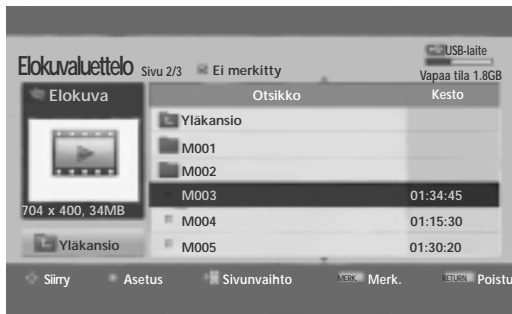 USB-laite
Elokuvaluettelo Sivu 2/3 Ei merkitty
Vapaa tila 1.8GB
Elokuva Otsikko Kesto
Yläkansio
M001
M002
M003 01:34:45
704 x 400, 34MB
M004 01:15:30
Yläkansio
M005 01:30:20
Siirry Asetus Sivunvaihto MERK. Merk. RETURN Poistu